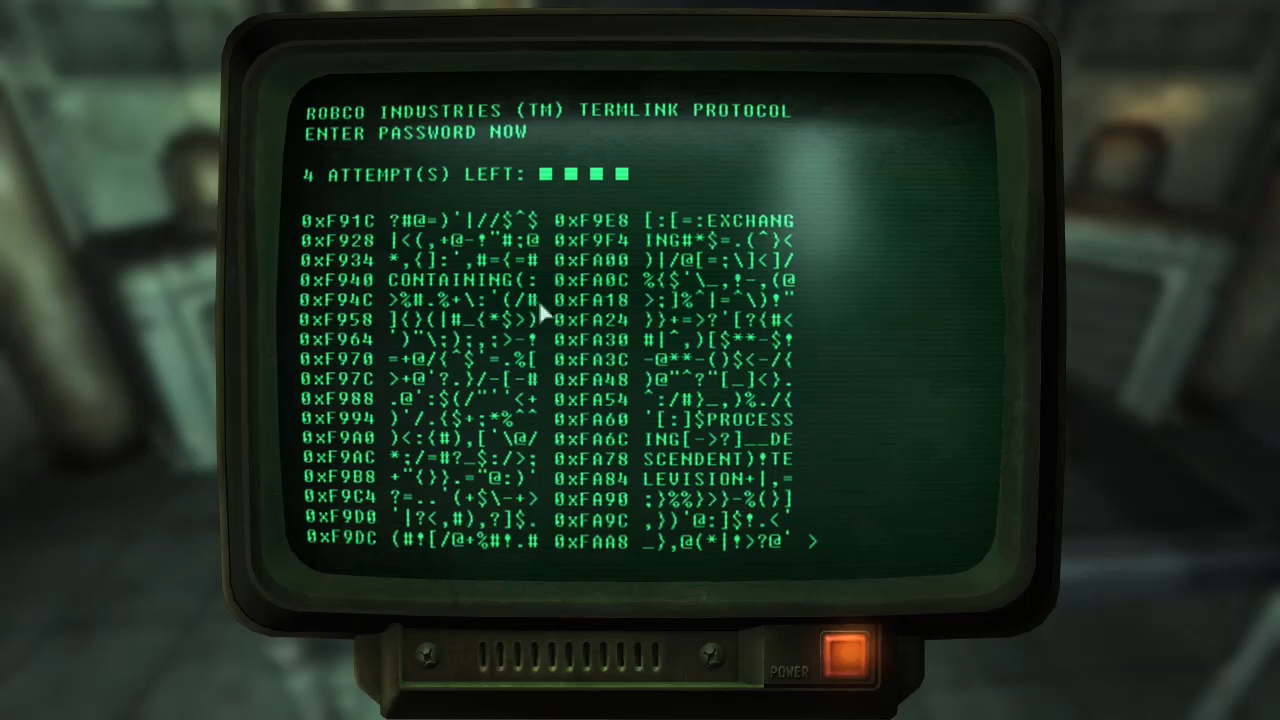 ROBCO INDUSTRIES (TM) TERMLINK PROTOCOL
ENTER PASSWORD NOW
4 ATTEMPT(S) LEFT: ■ ■ ■ ■
0xF91C ?#@=)'|//$^$ 0xF9E8 [:[=:EXCHANG
0xF928 |<(,+@-!"#;@ 0xF9F4 ING#*$=.(^}<
0xF934 *,{]:',#={=# 0xFA00 )|/@[=;\]<]/
0xF940 CONTAINING(: 0xFA0C %{$'\_,!-,(@
0xF94C >%#.%+\:'(/# 0xFA18 >;]%^|=^\)!"
0xF958 ]{}(|#_{*$>) 0xFA24 }}+=>?'[?{#<
0xF964 ')"\:);,:>-! 0xFA30 #|^,)[$**-$!
0xF970 =+@/{^$'=.%[ 0xFA3C -@**-()$<-/{
0xF97C >+@'?.}/-[-# 0xFA48 )@"^?"[_]<}.
0xF988 .@':$(/"''<+ 0xFA54 ^:/#}_,)%./{
0xF994 )'/.{$+;*%^^ 0xFA60 '[:]$PROCESS
0xF9A0 )<:{#),['\@/ 0xFA6C ING[->?]__DE
0xF9AC *;/=#?_$:/>; 0xFA78 SCENDENT)!TE
0xF9B8 +"{}}.="@:)' 0xFA84 LEVISION+|,=
0xF9C4 ?=..'(+$\-+> 0xFA90 ;}%%}>}-%(}]
0xF9D0 '|?<,#),?]$. 0xFA9C ,})'@:]$!.<'
0xF9DC (#![/@+%#!.# 0xFAA8 _},@(*|!>?@' >
POWER